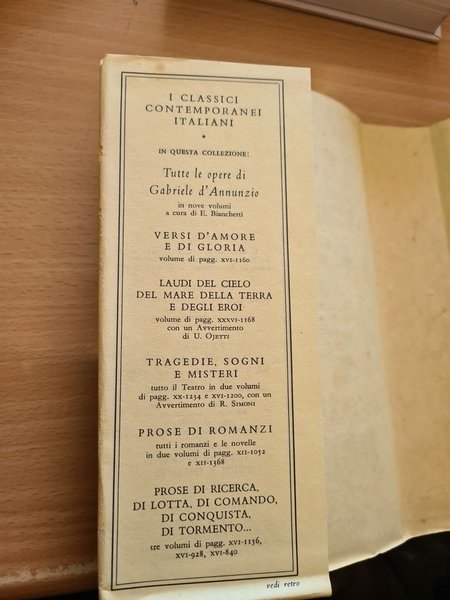 I CLASSICI
CONTEMPORANEI
ITALIANI
*
IN QUESTA COLLEZIONE:
Tutte le opere di
Gabriele d'Annunzio
in nove volumi
a cura di E. Bianchetti
VERSI D'AMORE
E DI GLORIA
volume di pagg. XVI-1160
LAUDI DEL CIELO
DEL MARE DELLA TERRA
E DEGLI EROI
volume di pagg. XXXVI-1168
con un Avvertimento
di U. OJETTI
TRAGEDIE, SOGNI
E MISTERI
tutto il Teatro in due volumi
di pagg. XX-1234 e XVI-1200, con un
Avvertimento di R. SIMONI
PROSE DI ROMANZI
tutti i romanzi e le novelle
in due volumi di pagg. XII-1052
e XII-1368
PROSE DI RICERCA,
DI LOTTA, DI COMANDO,
DI CONQUISTA,
DI TORMENTO...
tre volumi di pagg. XVI-1156,
XVI-928, XVI-840
vedi retro